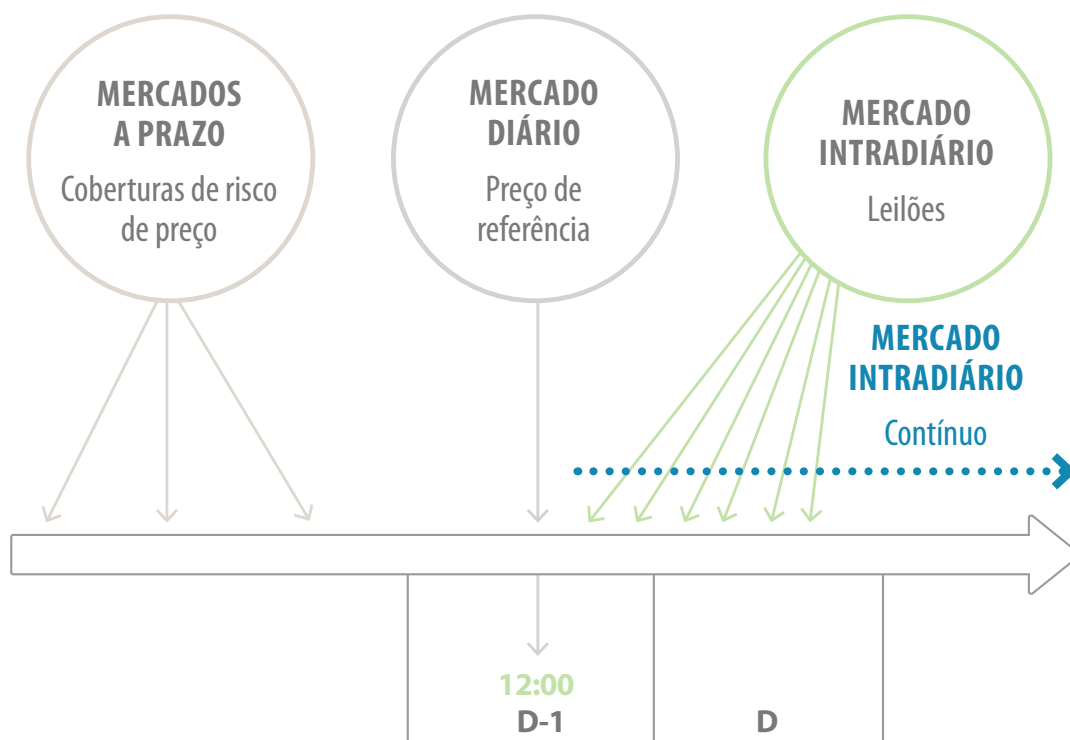 MERCADOS
A PRAZO
Coberturas de risco
de preço
MERCADO
DIÁRIO
Preço de
referência
MERCADO
INTRADIÁRIO
Leilões
MERCADO
INTRADIÁRIO
Contínuo
12:00
D-1
D